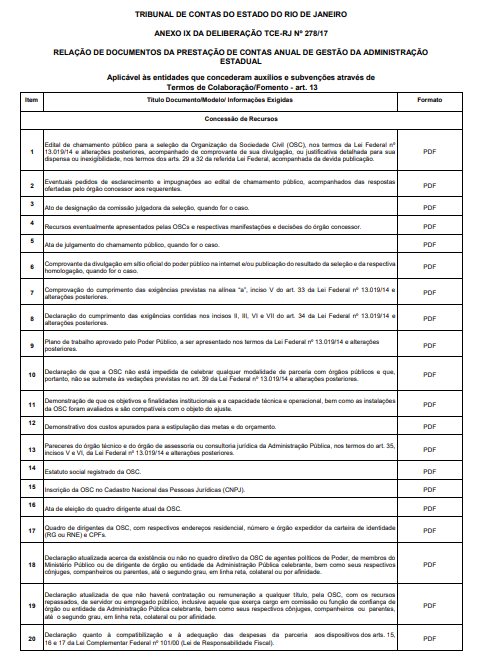 TRIBUNAL DE CONTAS DO ESTADO DO RIO DE JANEIRO
ANEXO IX DA DELIBERAÇÃO TCE-RJ Nº 278/17
RELAÇÃO DE DOCUMENTOS DA PRESTAÇÃO DE CONTAS ANUAL DE GESTÃO DA ADMINISTRAÇÃO
ESTADUAL
Aplicável às entidades que concederam auxílios e subvenções através de
Termos de Colaboração/Fomento - art. 13
Item Título Documento/Modelo/ Informações Exigidas Formato
Concessão de Recursos
1 Edital de chamamento público para a seleção da Organização da Sociedade Civil (OSC), nos termos da Lei Federal nº
13.019/14 e alterações posteriores, acompanhado de comprovante de sua divulgação, ou justificativa detalhada para sua
dispensa ou inexigibilidade, nos termos dos arts. 29 a 32 da referida Lei Federal, acompanhada da devida publicação. PDF
2 Eventuais pedidos de esclarecimento e impugnações ao edital de chamamento público, acompanhados das respostas
ofertadas pelo órgão concessor aos requerentes. PDF
3 Ato de designação da comissão julgadora da seleção, quando for o caso. PDF
4 Recursos eventualmente apresentados pelas OSCs e respectivas manifestações e decisões do órgão concessor. PDF
5 Ata de julgamento do chamamento público, quando for o caso. PDF
6 Comprovante da divulgação em sítio oficial do poder público na internet e/ou publicação do resultado da seleção e da respectiva
homologação, quando for o caso. PDF
7 Comprovação do cumprimento das exigências previstas na alínea "a", inciso V do art. 33 da Lei Federal nº 13.019/14 e
alterações posteriores. PDF
8 Declaração do cumprimento das exigências contidas nos incisos II, III, VI e VII do art. 34 da Lei Federal nº 13.019/14 e
alterações posteriores. PDF
9 Plano de trabalho aprovado pelo Poder Público, a ser apresentado nos termos da Lei Federal nº 13.019/14 e alterações
posteriores. PDF
10 Declaração de que a OSC não está impedida de celebrar qualquer modalidade de parceria com órgãos públicos e que,
portanto, não se submete às vedações previstas no art. 39 da Lei Federal nº 13.019/14 e alterações posteriores. PDF
11 Demonstração de que os objetivos e finalidades institucionais e a capacidade técnica e operacional, bem como as instalações
da OSC foram avaliados e são compatíveis com o objeto do ajuste. PDF
12 Demonstrativo dos custos apurados para a estipulação das metas e do orçamento. PDF
13 Pareceres do órgão técnico e do órgão de assessoria ou consultoria jurídica da Administração Pública, nos termos do art. 35,
incisos V e VI, da Lei Federal nº 13.019/14 e alterações posteriores. PDF
14 Estatuto social registrado da OSC. PDF
15 Inscrição da OSC no Cadastro Nacional das Pessoas Jurídicas (CNPJ). PDF
16 Ata de eleição do quadro dirigente atual da OSC. PDF
17 Quadro de dirigentes da OSC, com respectivos endereços residencial, número e órgão expedidor da carteira de identidade
(RG ou RNE) e CPFs. PDF
18 Declaração atualizada acerca da existência ou não no quadro diretivo da OSC de agentes políticos de Poder, de membros do
Ministério Público ou de dirigente de órgão ou entidade da Administração Pública celebrante, bem como seus respectivos
cônjuges, companheiros ou parentes, até o segundo grau, em linha reta, colateral ou por afinidade. PDF
19 Declaração atualizada de que não haverá contratação ou remuneração a qualquer título, pela OSC, com os recursos
repassados, de servidor ou empregado público, inclusive aquele que exerça cargo em comissão ou função de confiança de
órgão ou entidade da Administração Pública celebrante, bem como seus respectivos cônjuges, companheiros ou parentes,
até o segundo grau, em linha reta, colateral ou por afinidade. PDF
20 Declaração quanto à compatibilização e à adequação das despesas da parceria aos dispositivos dos arts. 15,
16 e 17 da Lei Complementar Federal nº 101/00 (Lei da Responsabilidade Fiscal). PDF